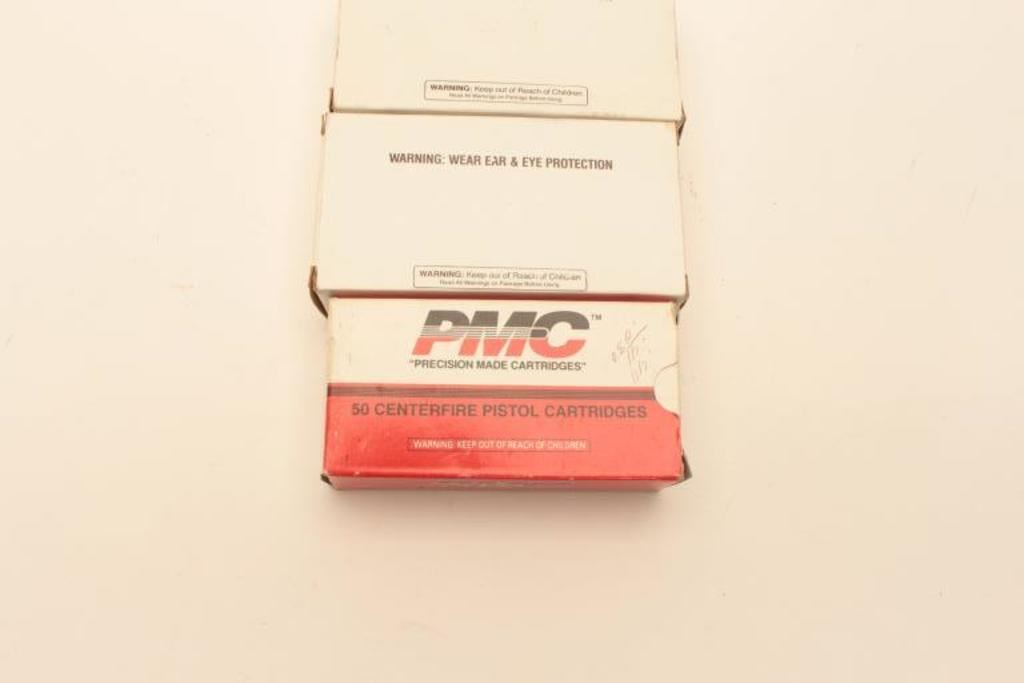 WARNING: Keep out of Reach of Children
Read All Warnings on Package Before Using
WARNING: WEAR EAR & EYE PROTECTION
WARNING: Keep out of Reach of Children
Read All Warnings on Package Before Using
PMC™
"PRECISION MADE CARTRIDGES"
50 CENTERFIRE PISTOL CARTRIDGES
WARNING: KEEP OUT OF REACH OF CHILDREN